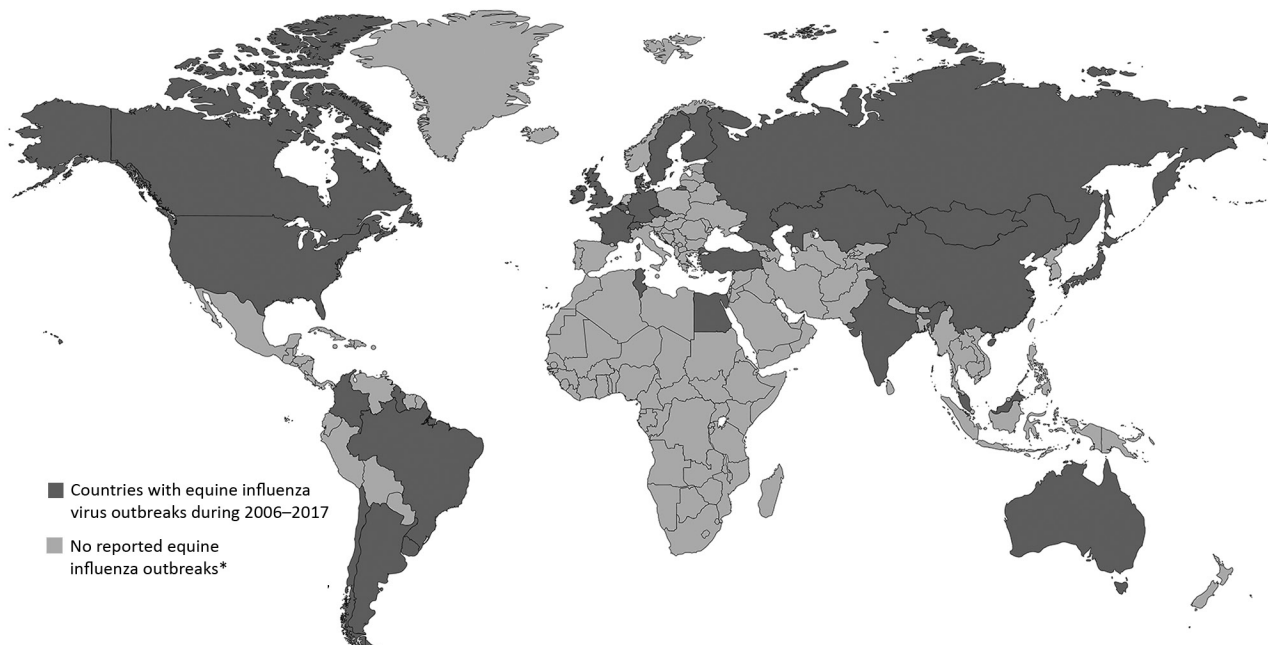 Countries with equine influenza
virus outbreaks during 2006–2017
No reported equine
influenza outbreaks*